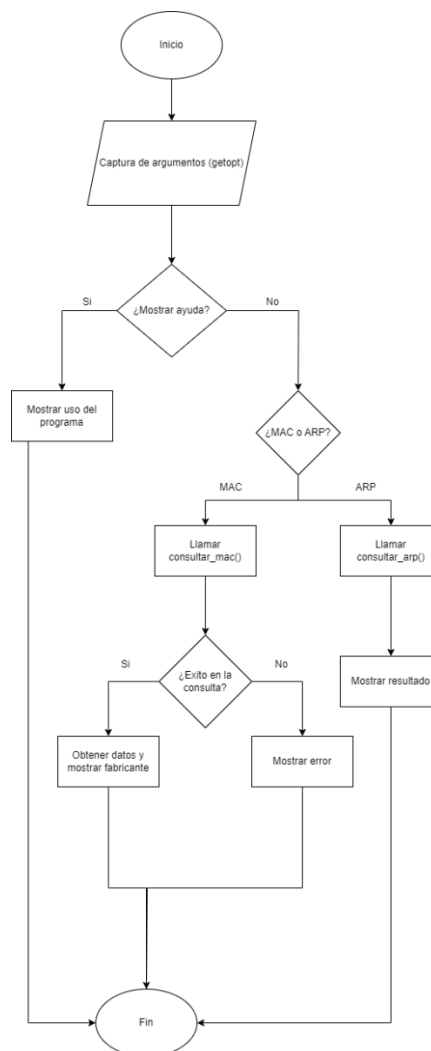 Inicio
Captura de argumentos (getopt)
Si
¿Mostrar ayuda?
No
Mostrar uso del
programa
¿MAC o ARP?
MAC
ARP
Llamar
consultar_mac()
Llamar
consultar_arp()
Si
¿Exito en la
consulta?
No
Mostrar resultado
Obtener datos y
mostrar fabricante
Mostrar error
Fin